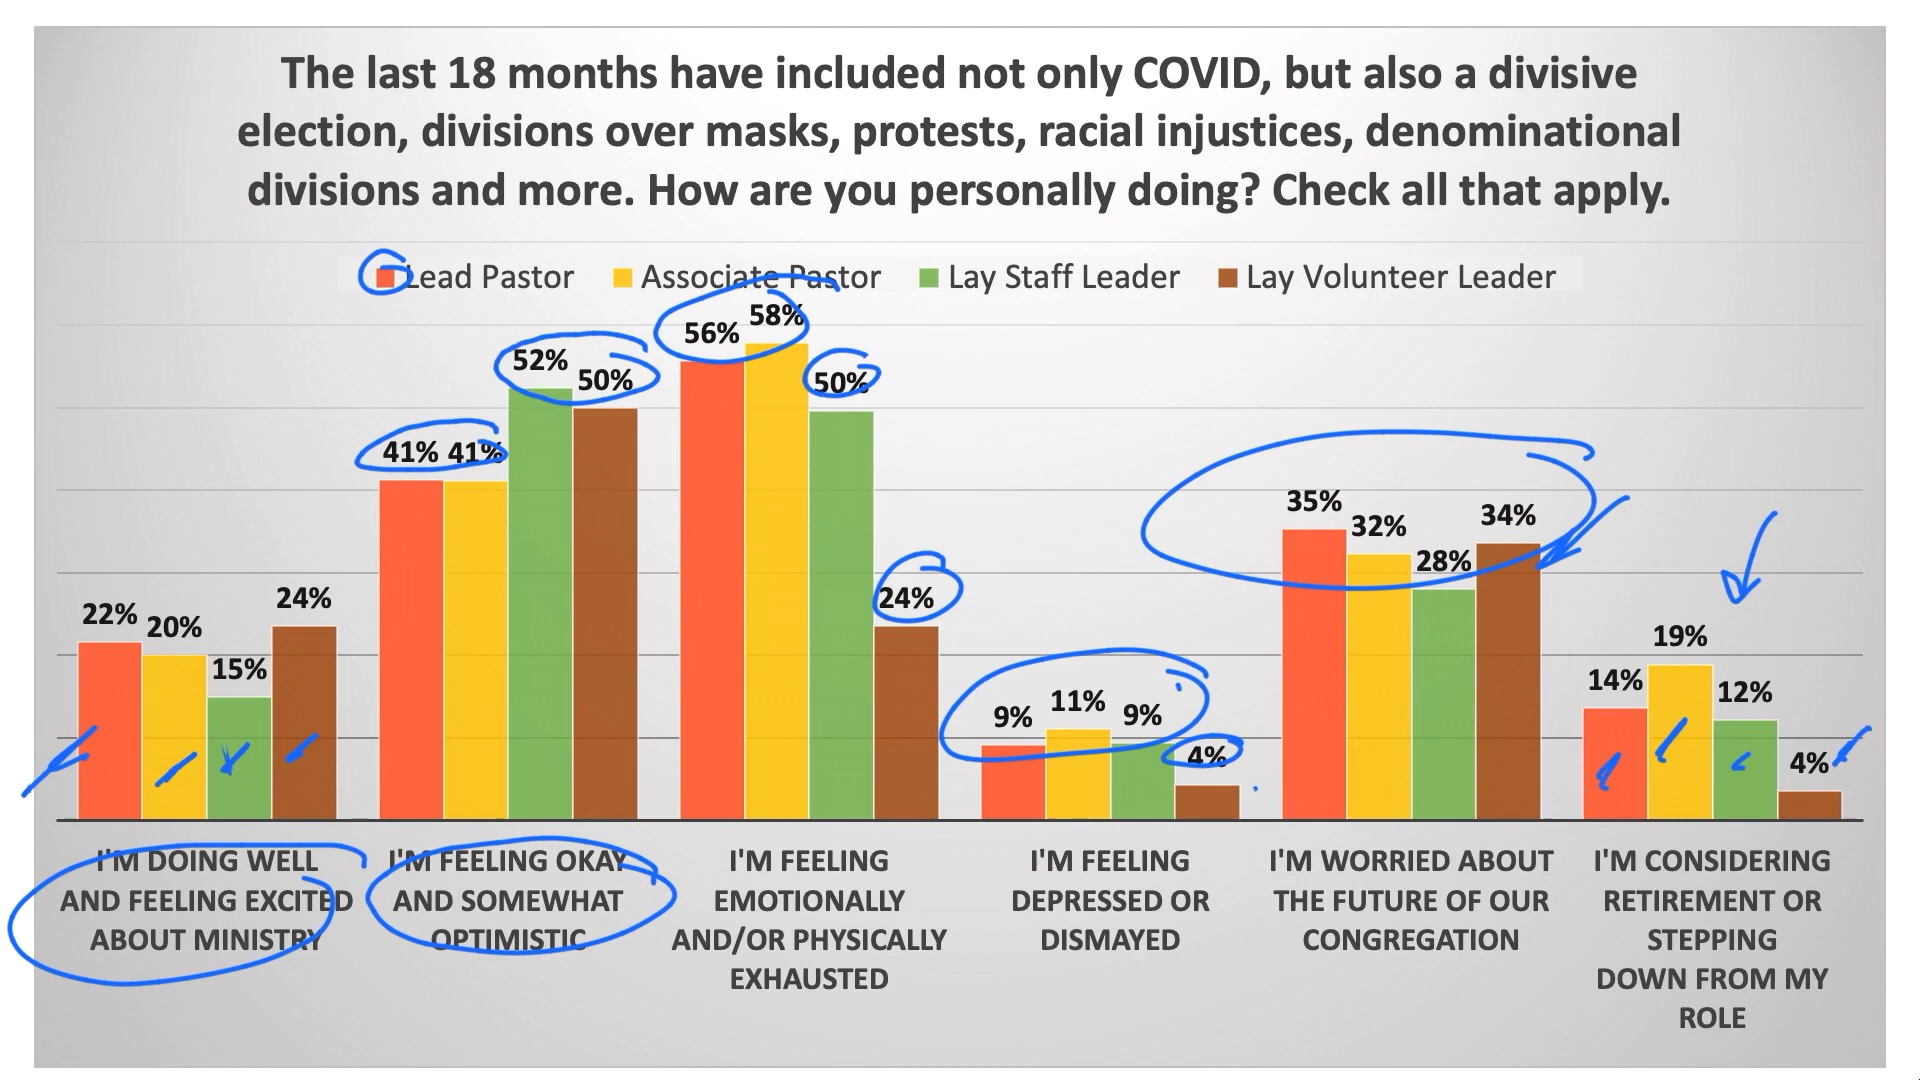 The last 18 months have included not only COVID, but also a divisive
election, divisions over masks, protests, racial injustices, denominational
divisions and more. How are you personally doing? Check all that apply.
Lead Pastor Associate Pastor Lay Staff Leader Lay Volunteer Leader
22% 20% 15% 24%
41% 41% 52% 50%
56% 58% 50% 24%
9% 11% 9% 4%
35% 32% 28% 34%
14% 19% 12% 4%
I'M DOING WELL
AND FEELING EXCITED
ABOUT MINISTRY
I'M FEELING OKAY
AND SOMEWHAT
OPTIMISTIC
I'M FEELING
EMOTIONALLY
AND/OR PHYSICALLY
EXHAUSTED
I'M FEELING
DEPRESSED OR
DISMAYED
I'M WORRIED ABOUT
THE FUTURE OF OUR
CONGREGATION
I'M CONSIDERING
RETIREMENT OR
STEPPING
DOWN FROM MY
ROLE